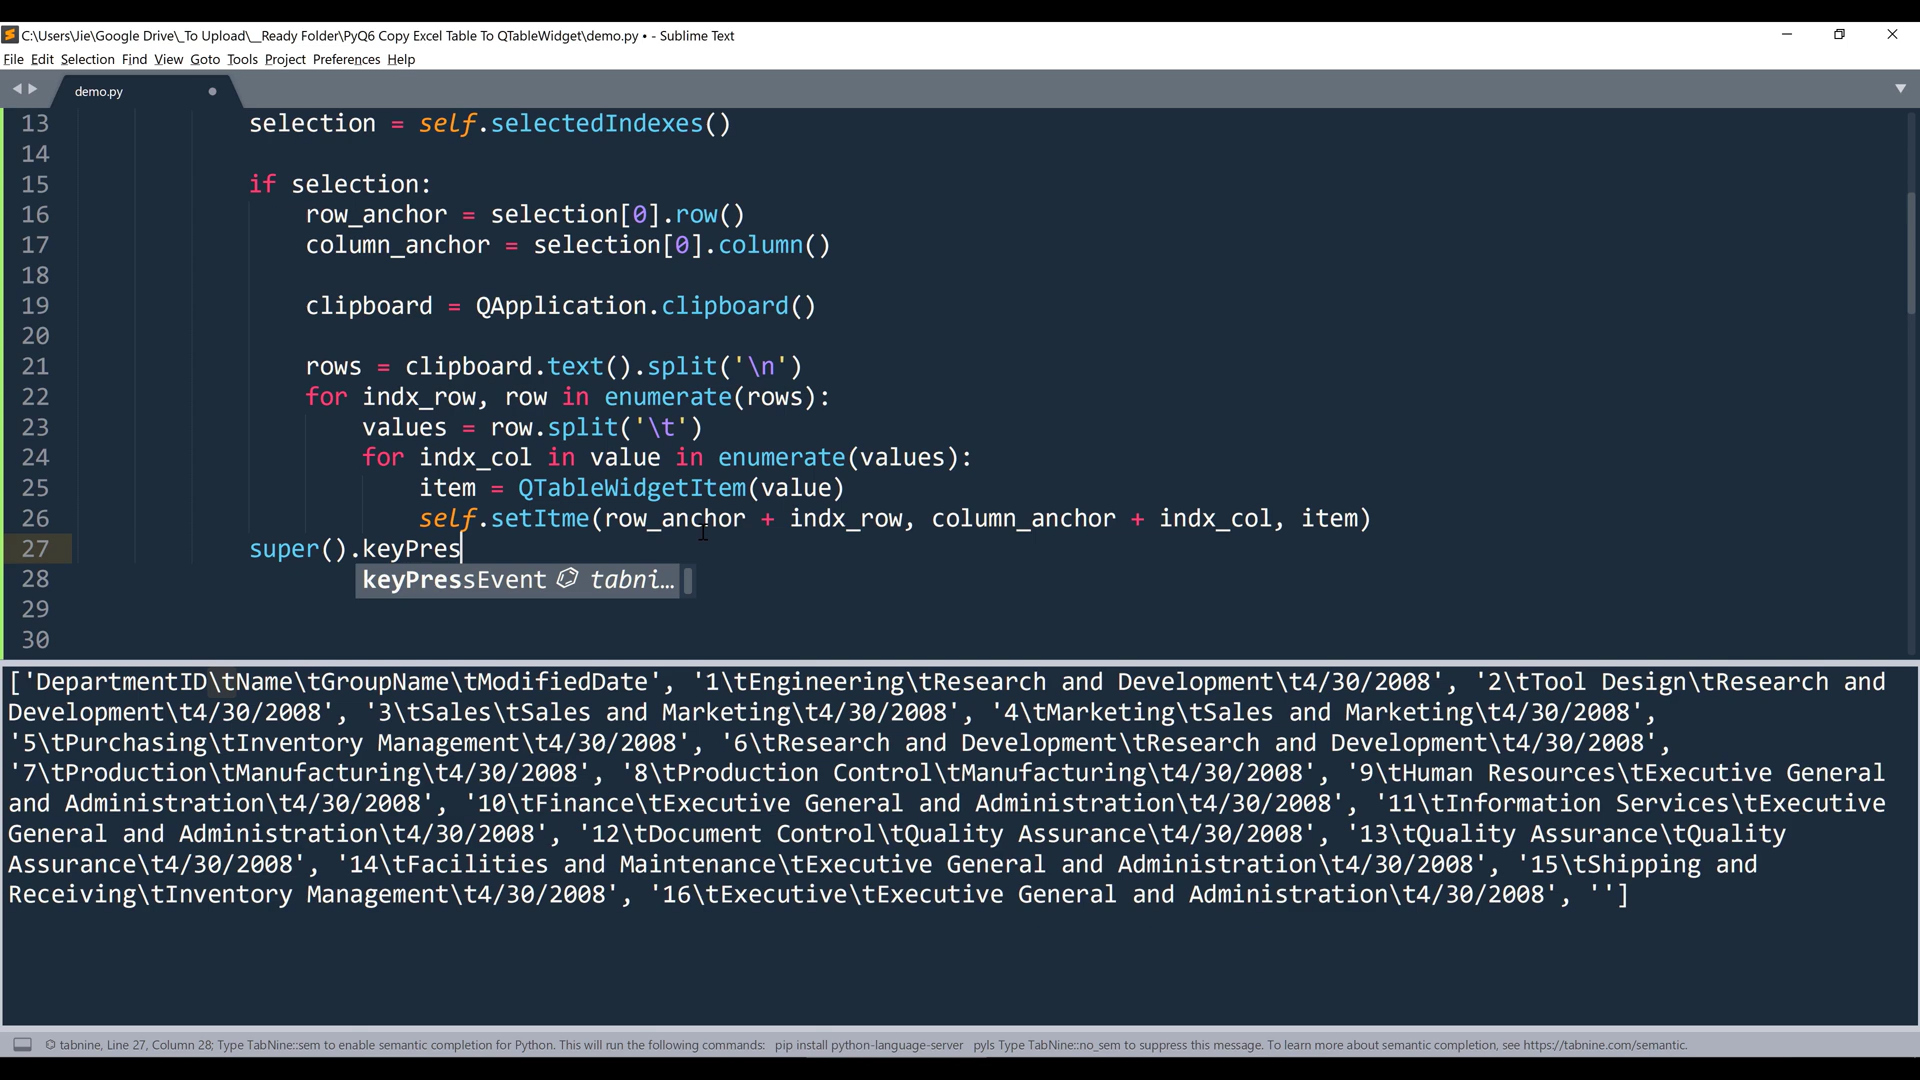 C:\Users\Jie\Google Drive\_To Upload\__Ready Folder\PyQ6 Copy Excel Table To QTableWidget\demo.py • - Sublime Text
File Edit Selection Find View Goto Tools Project Preferences Help
demo.py
13 selection = self.selectedIndexes()
14
15 if selection:
16 row_anchor = selection[0].row()
17 column_anchor = selection[0].column()
18
19 clipboard = QApplication.clipboard()
20
21 rows = clipboard.text().split('\n')
22 for indx_row, row in enumerate(rows):
23 values = row.split('\t')
24 for indx_col in value in enumerate(values):
25 item = QTableWidgetItem(value)
26 self.setItme(row_anchor + indx_row, column_anchor + indx_col, item)
27 super().keyPres
28 keyPressEvent tabni…
29
30
['DepartmentID\tName\tGroupName\tModifiedDate', '1\tEngineering\tResearch and Development\t4/30/2008', '2\tTool Design\tResearch and
Development\t4/30/2008', '3\tSales\tSales and Marketing\t4/30/2008', '4\tMarketing\tSales and Marketing\t4/30/2008',
'5\tPurchasing\tInventory Management\t4/30/2008', '6\tResearch and Development\tResearch and Development\t4/30/2008',
'7\tProduction\tManufacturing\t4/30/2008', '8\tProduction Control\tManufacturing\t4/30/2008', '9\tHuman Resources\tExecutive General
and Administration\t4/30/2008', '10\tFinance\tExecutive General and Administration\t4/30/2008', '11\tInformation Services\tExecutive
General and Administration\t4/30/2008', '12\tDocument Control\tQuality Assurance\t4/30/2008', '13\tQuality Assurance\tQuality
Assurance\t4/30/2008', '14\tFacilities and Maintenance\tExecutive General and Administration\t4/30/2008', '15\tShipping and
Receiving\tInventory Management\t4/30/2008', '16\tExecutive\tExecutive General and Administration\t4/30/2008', '']
tabnine, Line 27, Column 28; Type TabNine::sem to enable semantic completion for Python. This will run the following commands: pip install python-language-server pyls Type TabNine::no_sem to suppress this message. To learn more about semantic completion, see https://tabnine.com/semantic.